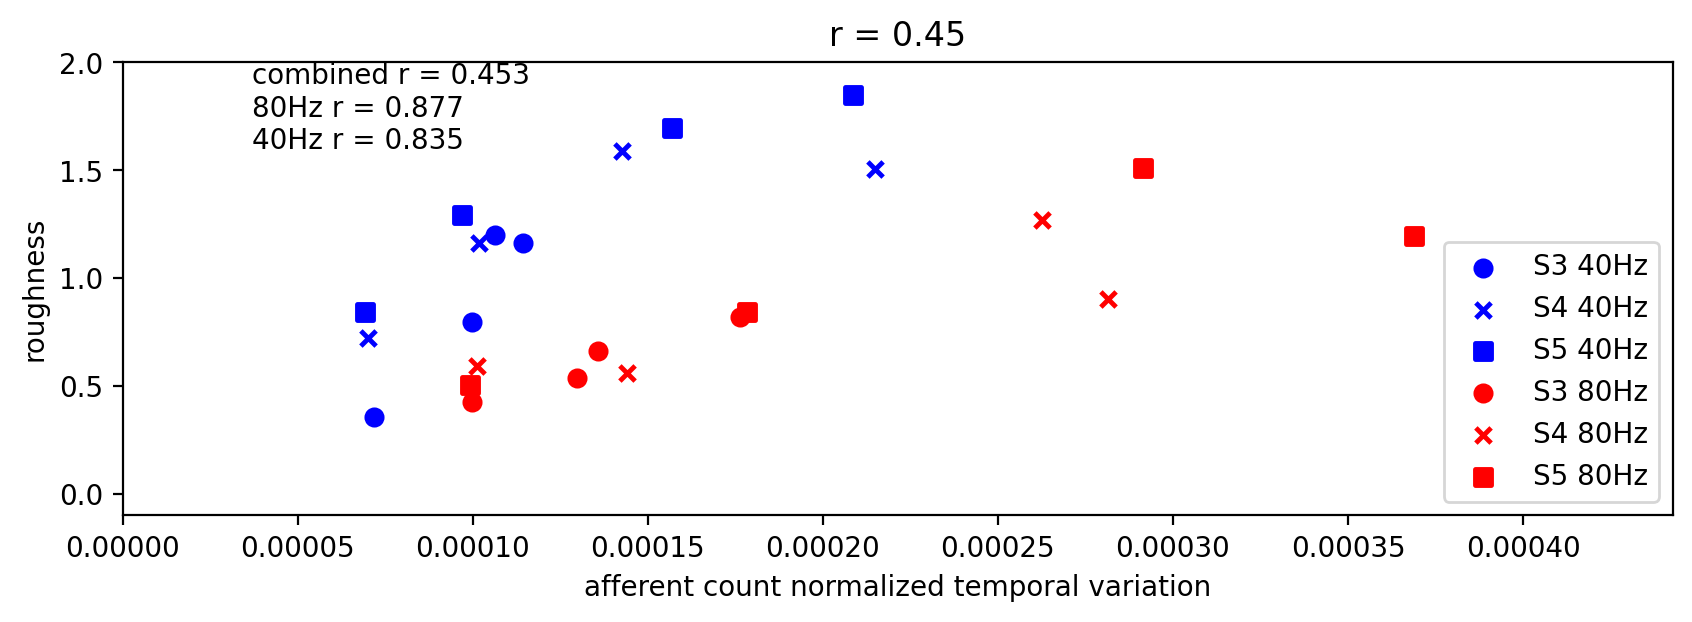 r = 0.45
combined r = 0.453
80Hz r = 0.877
40Hz r = 0.835
2.0
1.5
1.0
0.5
0.0
roughness
S3 40Hz
S4 40Hz
S5 40Hz
S3 80Hz
S4 80Hz
S5 80Hz
0.00000 0.00005 0.00010 0.00015 0.00020 0.00025 0.00030 0.00035 0.00040
afferent count normalized temporal variation